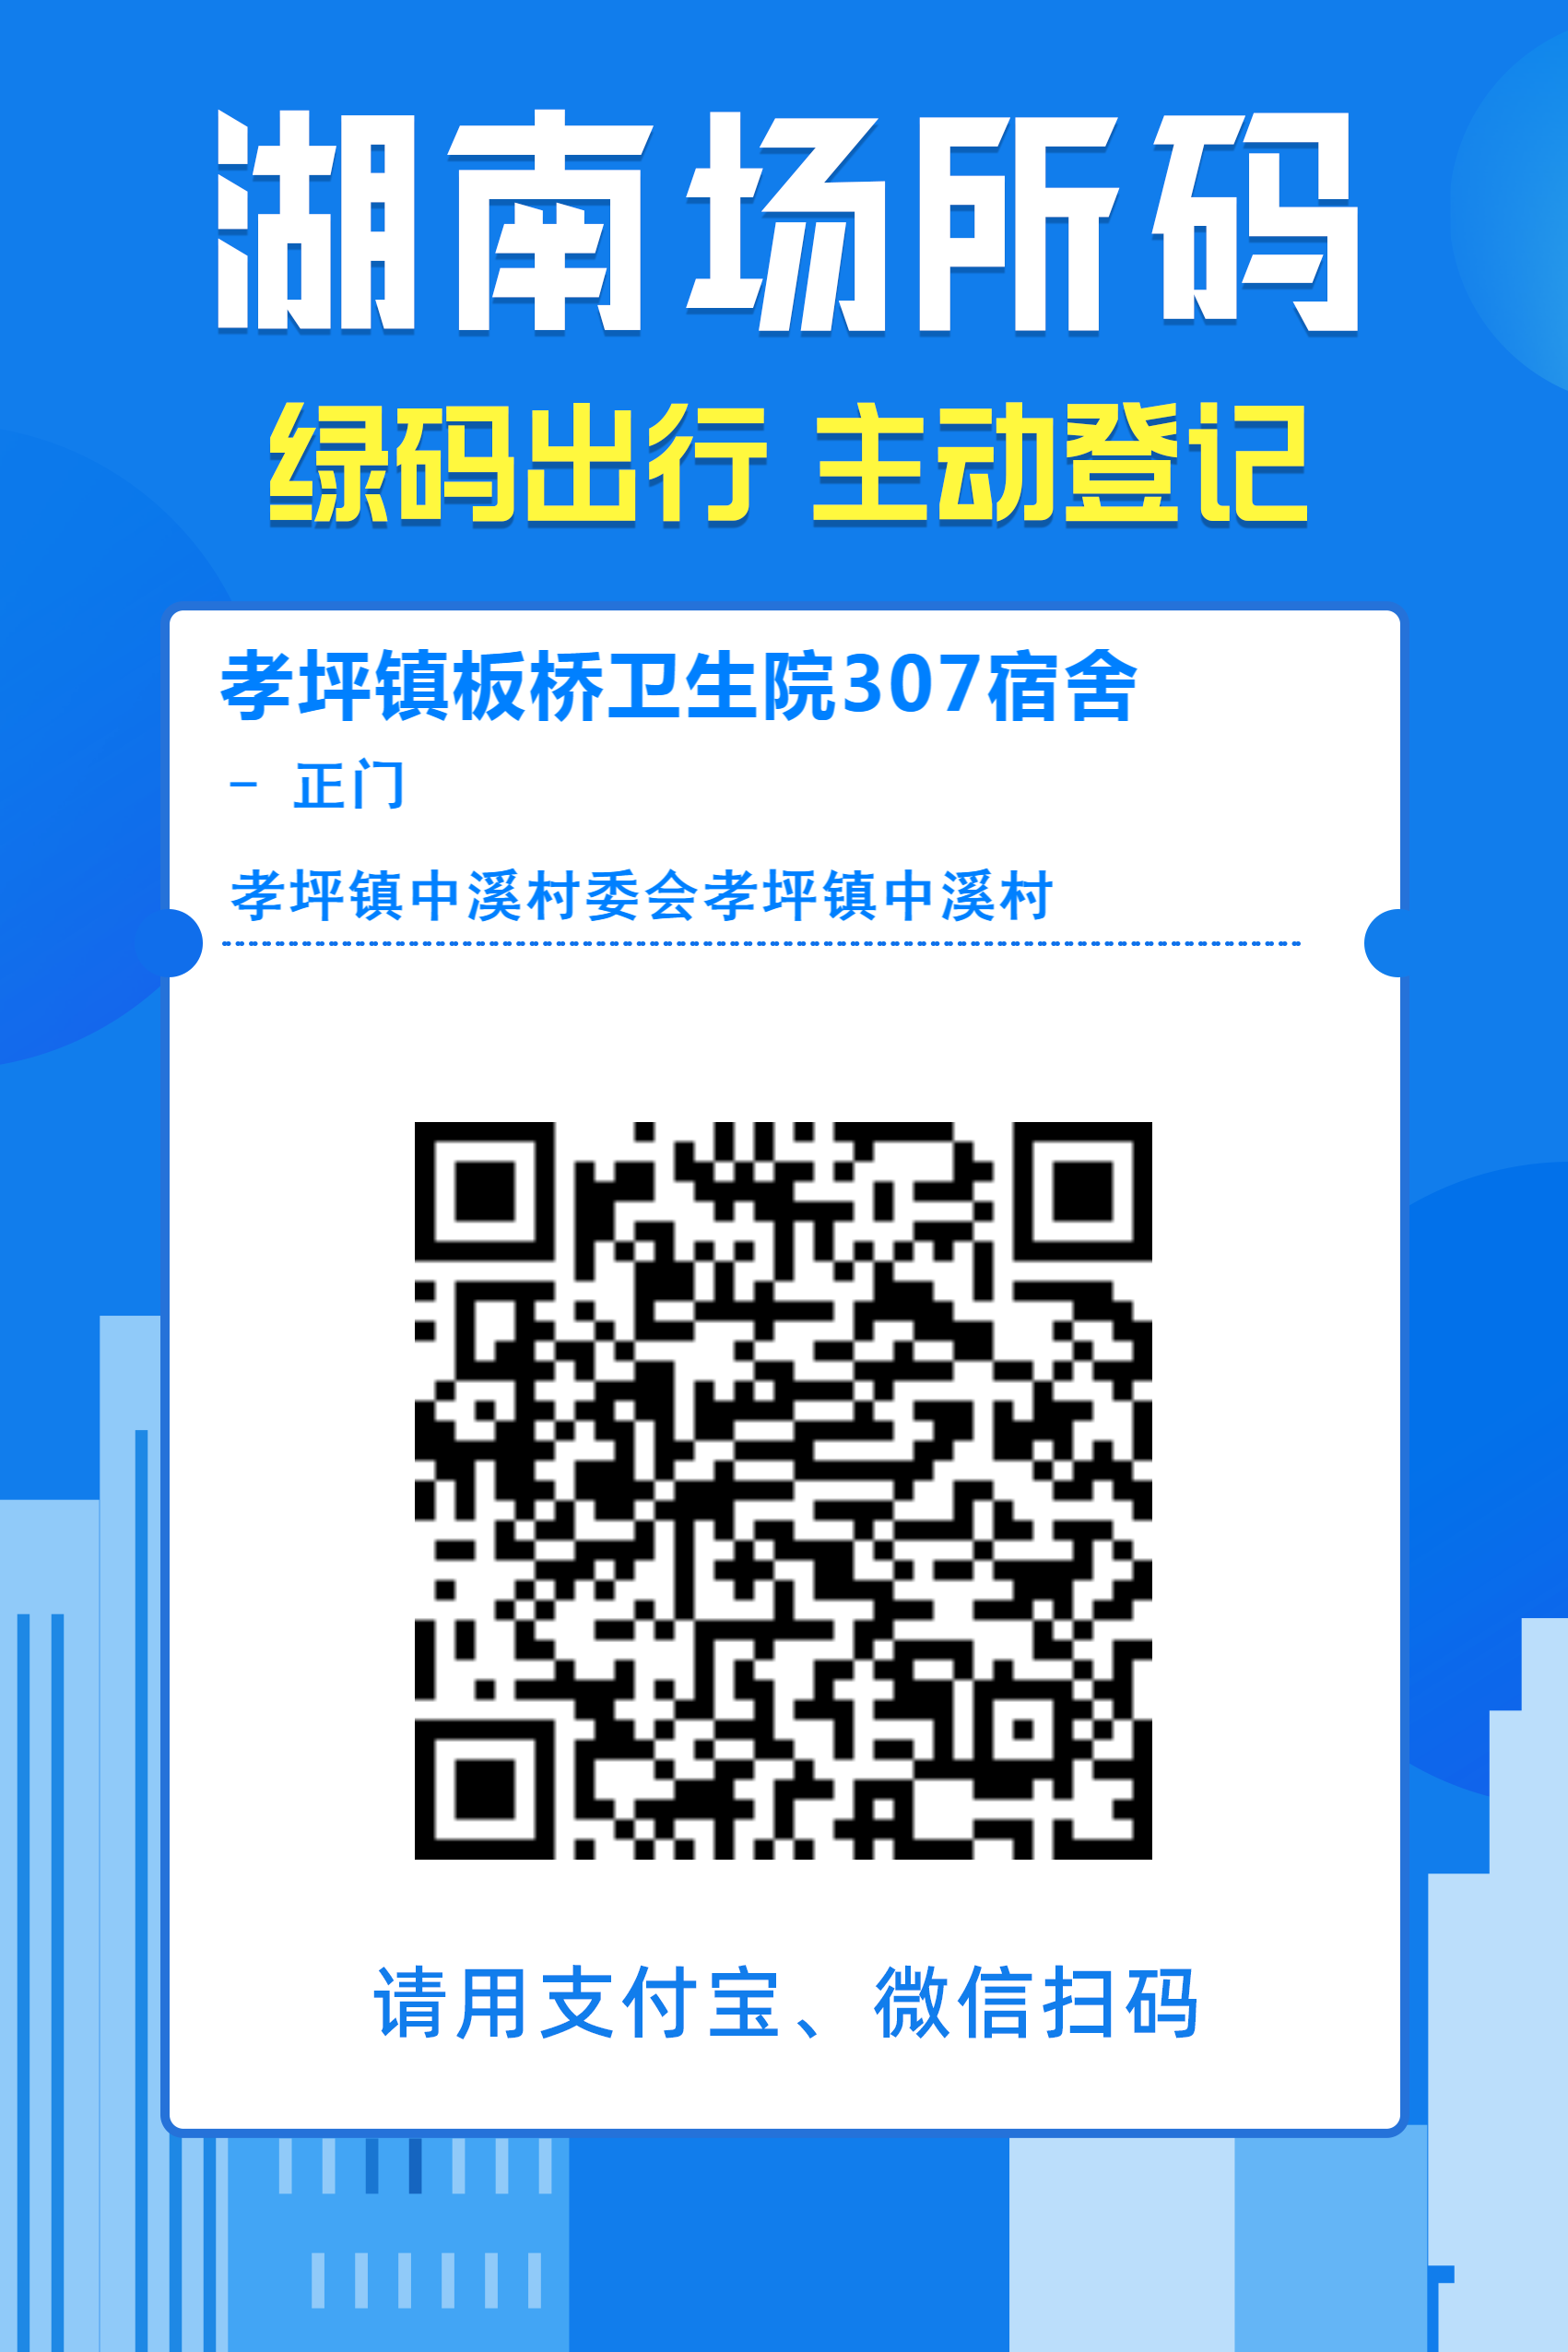 湖南场所码
绿码出行 主动登记
孝坪镇板桥卫生院307宿舍
－ 正门
孝坪镇中溪村委会孝坪镇中溪村
请用支付宝、微信扫码